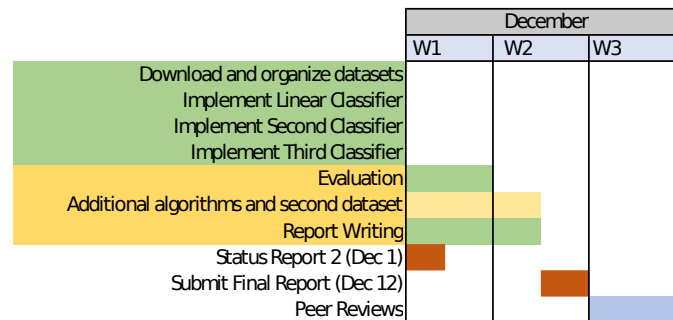 December
W1 W2 W3
Download and organize datasets
Implement Linear Classifier
Implement Second Classifier
Implement Third Classifier
Evaluation
Additional algorithms and second dataset
Report Writing
Status Report 2 (Dec 1)
Submit Final Report (Dec 12)
Peer Reviews